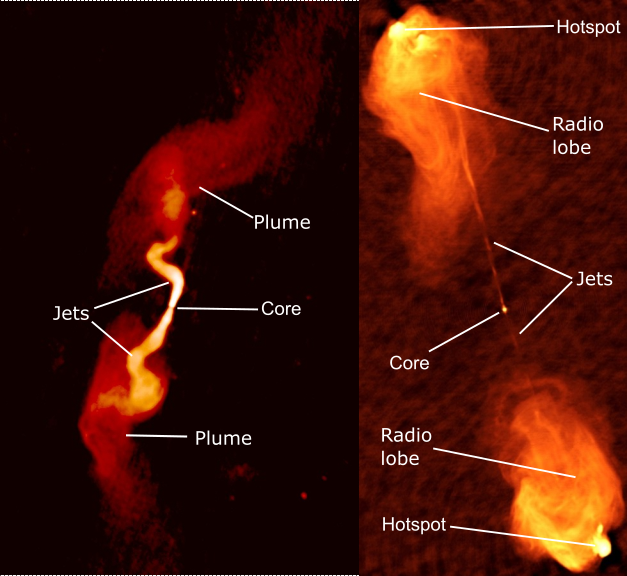 Plume
Jets
Core
Plume
Hotspot
Radio
lobe
Jets
Core
Radio
lobe
Hotspot